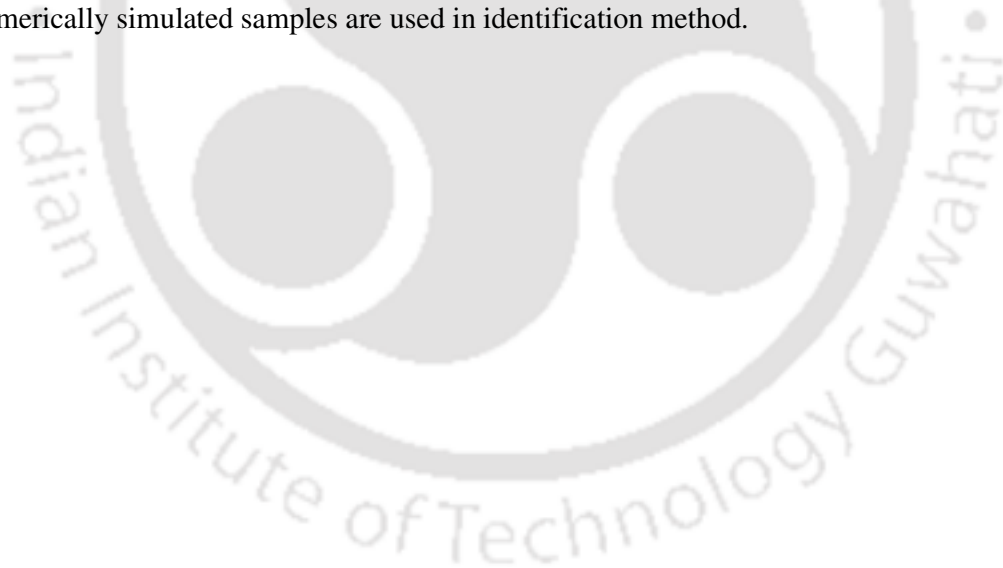 merically simulated samples are used in identification method.
Indian Institute of Technology Guwahati